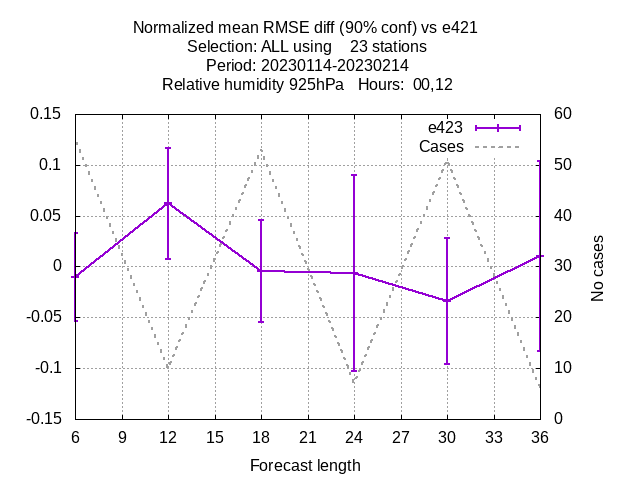 Normalized mean RMSE diff (90% conf) vs e421
Selection: ALL using    23 stations
Period: 20230114-20230214
Relative humidity 925hPa   Hours:  00,12
0.15
0.1
0.05
0
-0.05
-0.1
-0.15
60
50
40
30
20
10
0
e423
Cases
No cases
6 9 12 15 18 21 24 27 30 33 36
Forecast length